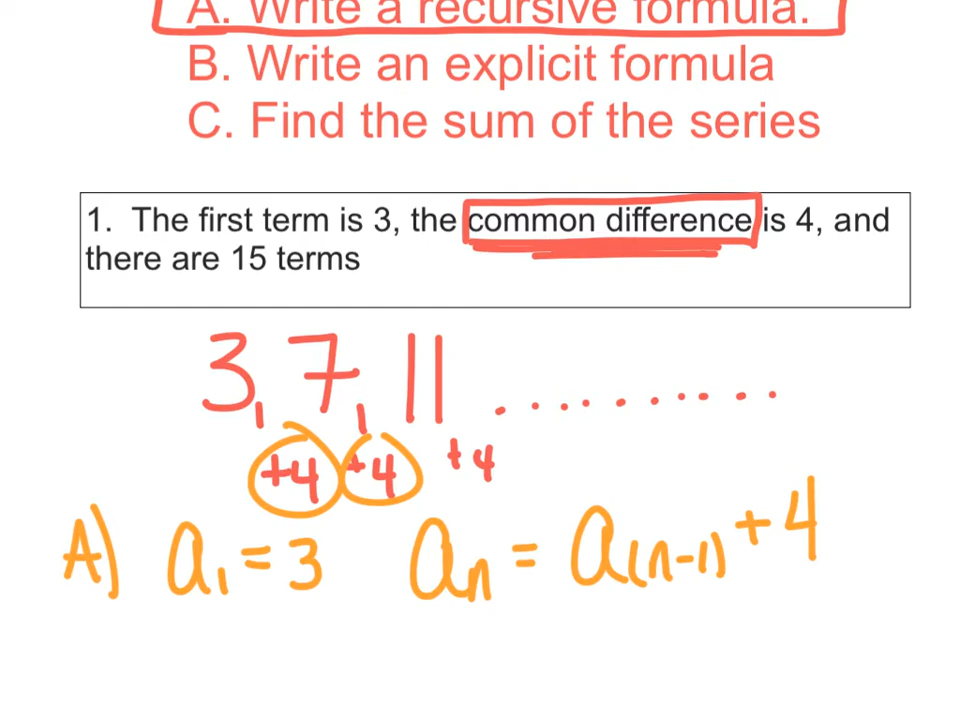 A. Write a recursive formula.
B. Write an explicit formula
C. Find the sum of the series
1. The first term is 3, the common difference is 4, and
there are 15 terms
3, 7, 11 ..........
+4 +4 +4
A) a₁ = 3 aₙ = a₍ₙ₋₁₎ + 4